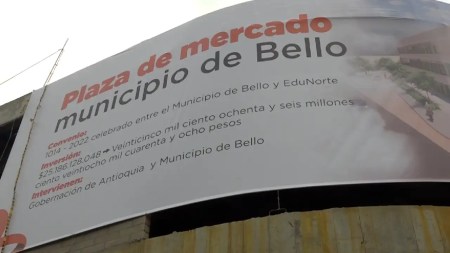 Plaza de mercado
municipio de Bello
Convenio:
1014 - 2022 celebrado entre el Municipio de Bello y EduNorte
Inversión:
$25.186.128.048 → Veinticinco mil ciento ochenta y seis millones
ciento veintiocho mil cuarenta y ocho pesos
Intervienen:
Gobernación de Antioquia y Municipio de Bello